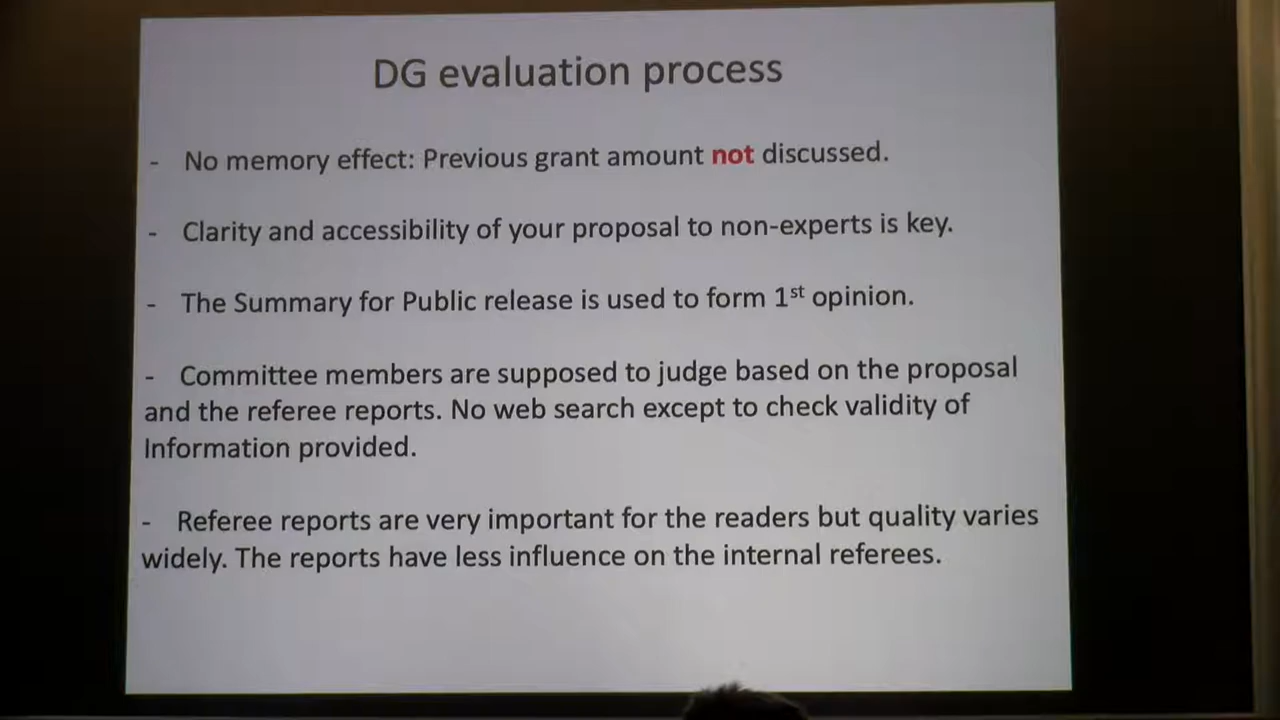 DG evaluation process
- No memory effect: Previous grant amount not discussed.
- Clarity and accessibility of your proposal to non-experts is key.
- The Summary for Public release is used to form 1st opinion.
- Committee members are supposed to judge based on the proposal
and the referee reports. No web search except to check validity of
Information provided.
- Referee reports are very important for the readers but quality varies
widely. The reports have less influence on the internal referees.